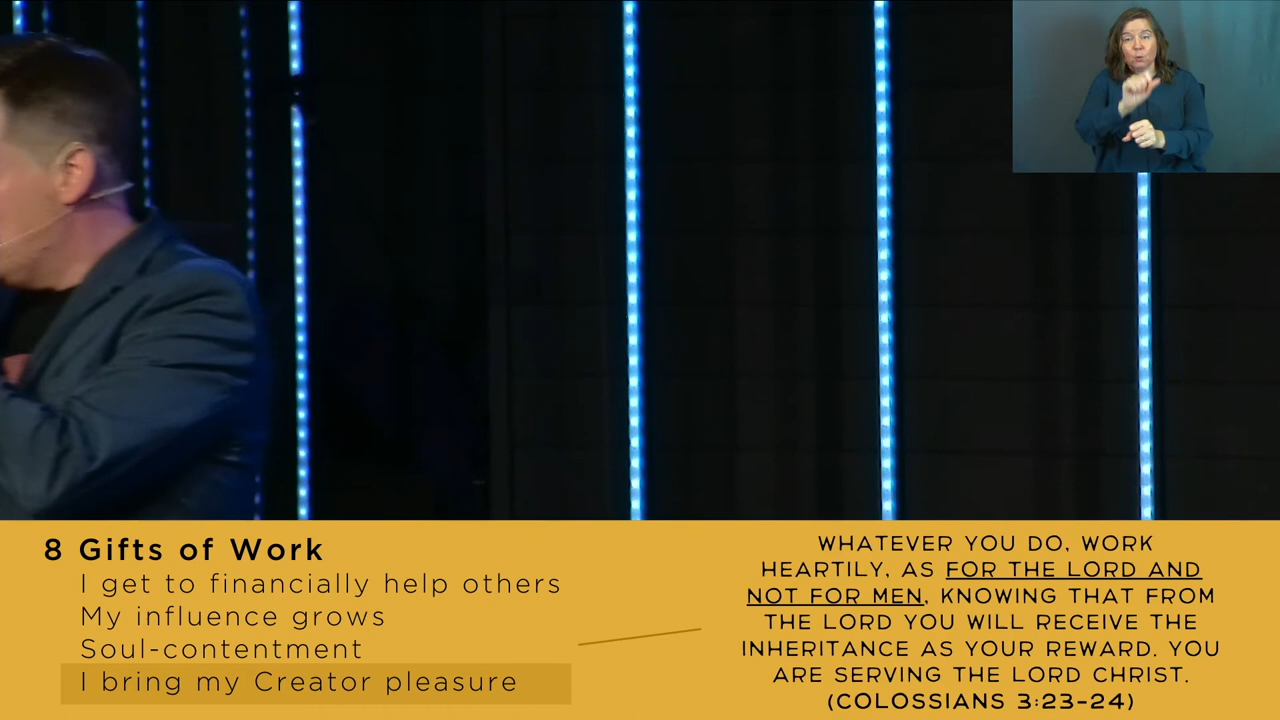 8 Gifts of Work
I get to financially help others
My influence grows
Soul-contentment
I bring my Creator pleasure
WHATEVER YOU DO, WORK
HEARTILY, AS FOR THE LORD AND
NOT FOR MEN, KNOWING THAT FROM
THE LORD YOU WILL RECEIVE THE
INHERITANCE AS YOUR REWARD. YOU
ARE SERVING THE LORD CHRIST.
(COLOSSIANS 3:23-24)